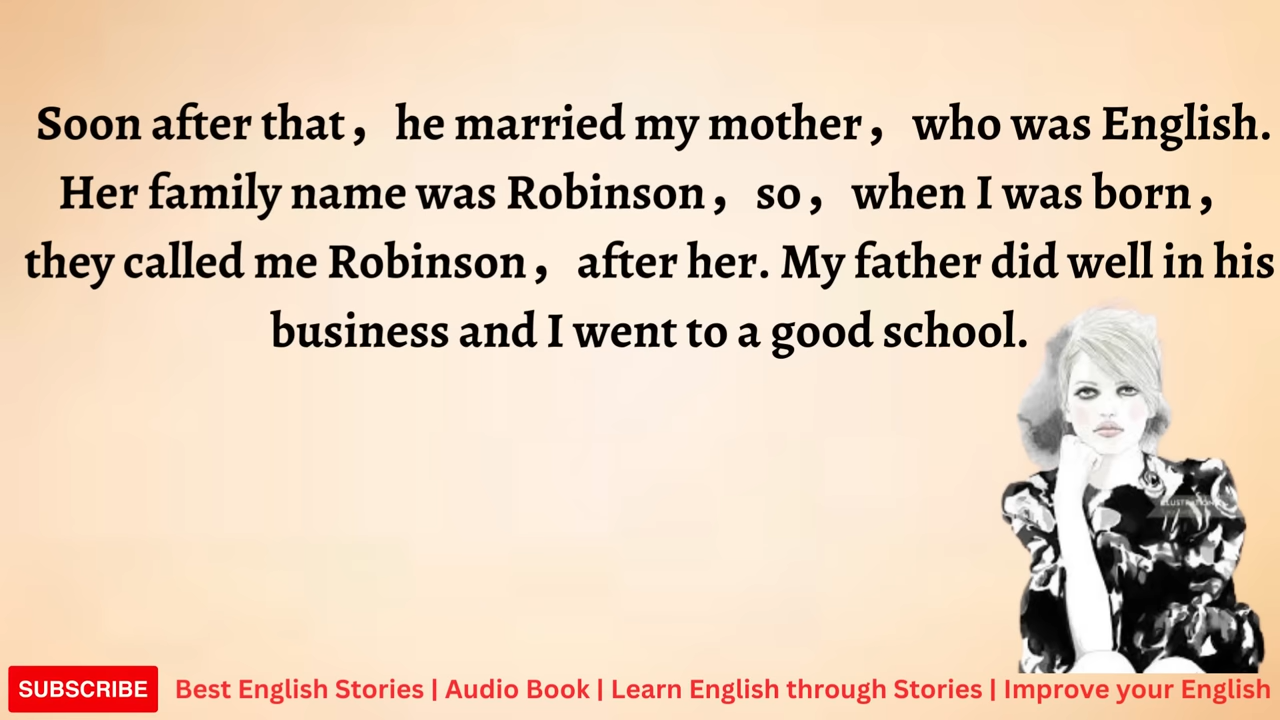 Soon after that， he married my mother， who was English.
Her family name was Robinson， so， when I was born，
they called me Robinson， after her. My father did well in his
business and I went to a good school.
SUBSCRIBE
Best English Stories | Audio Book | Learn English through Stories | Improve your English